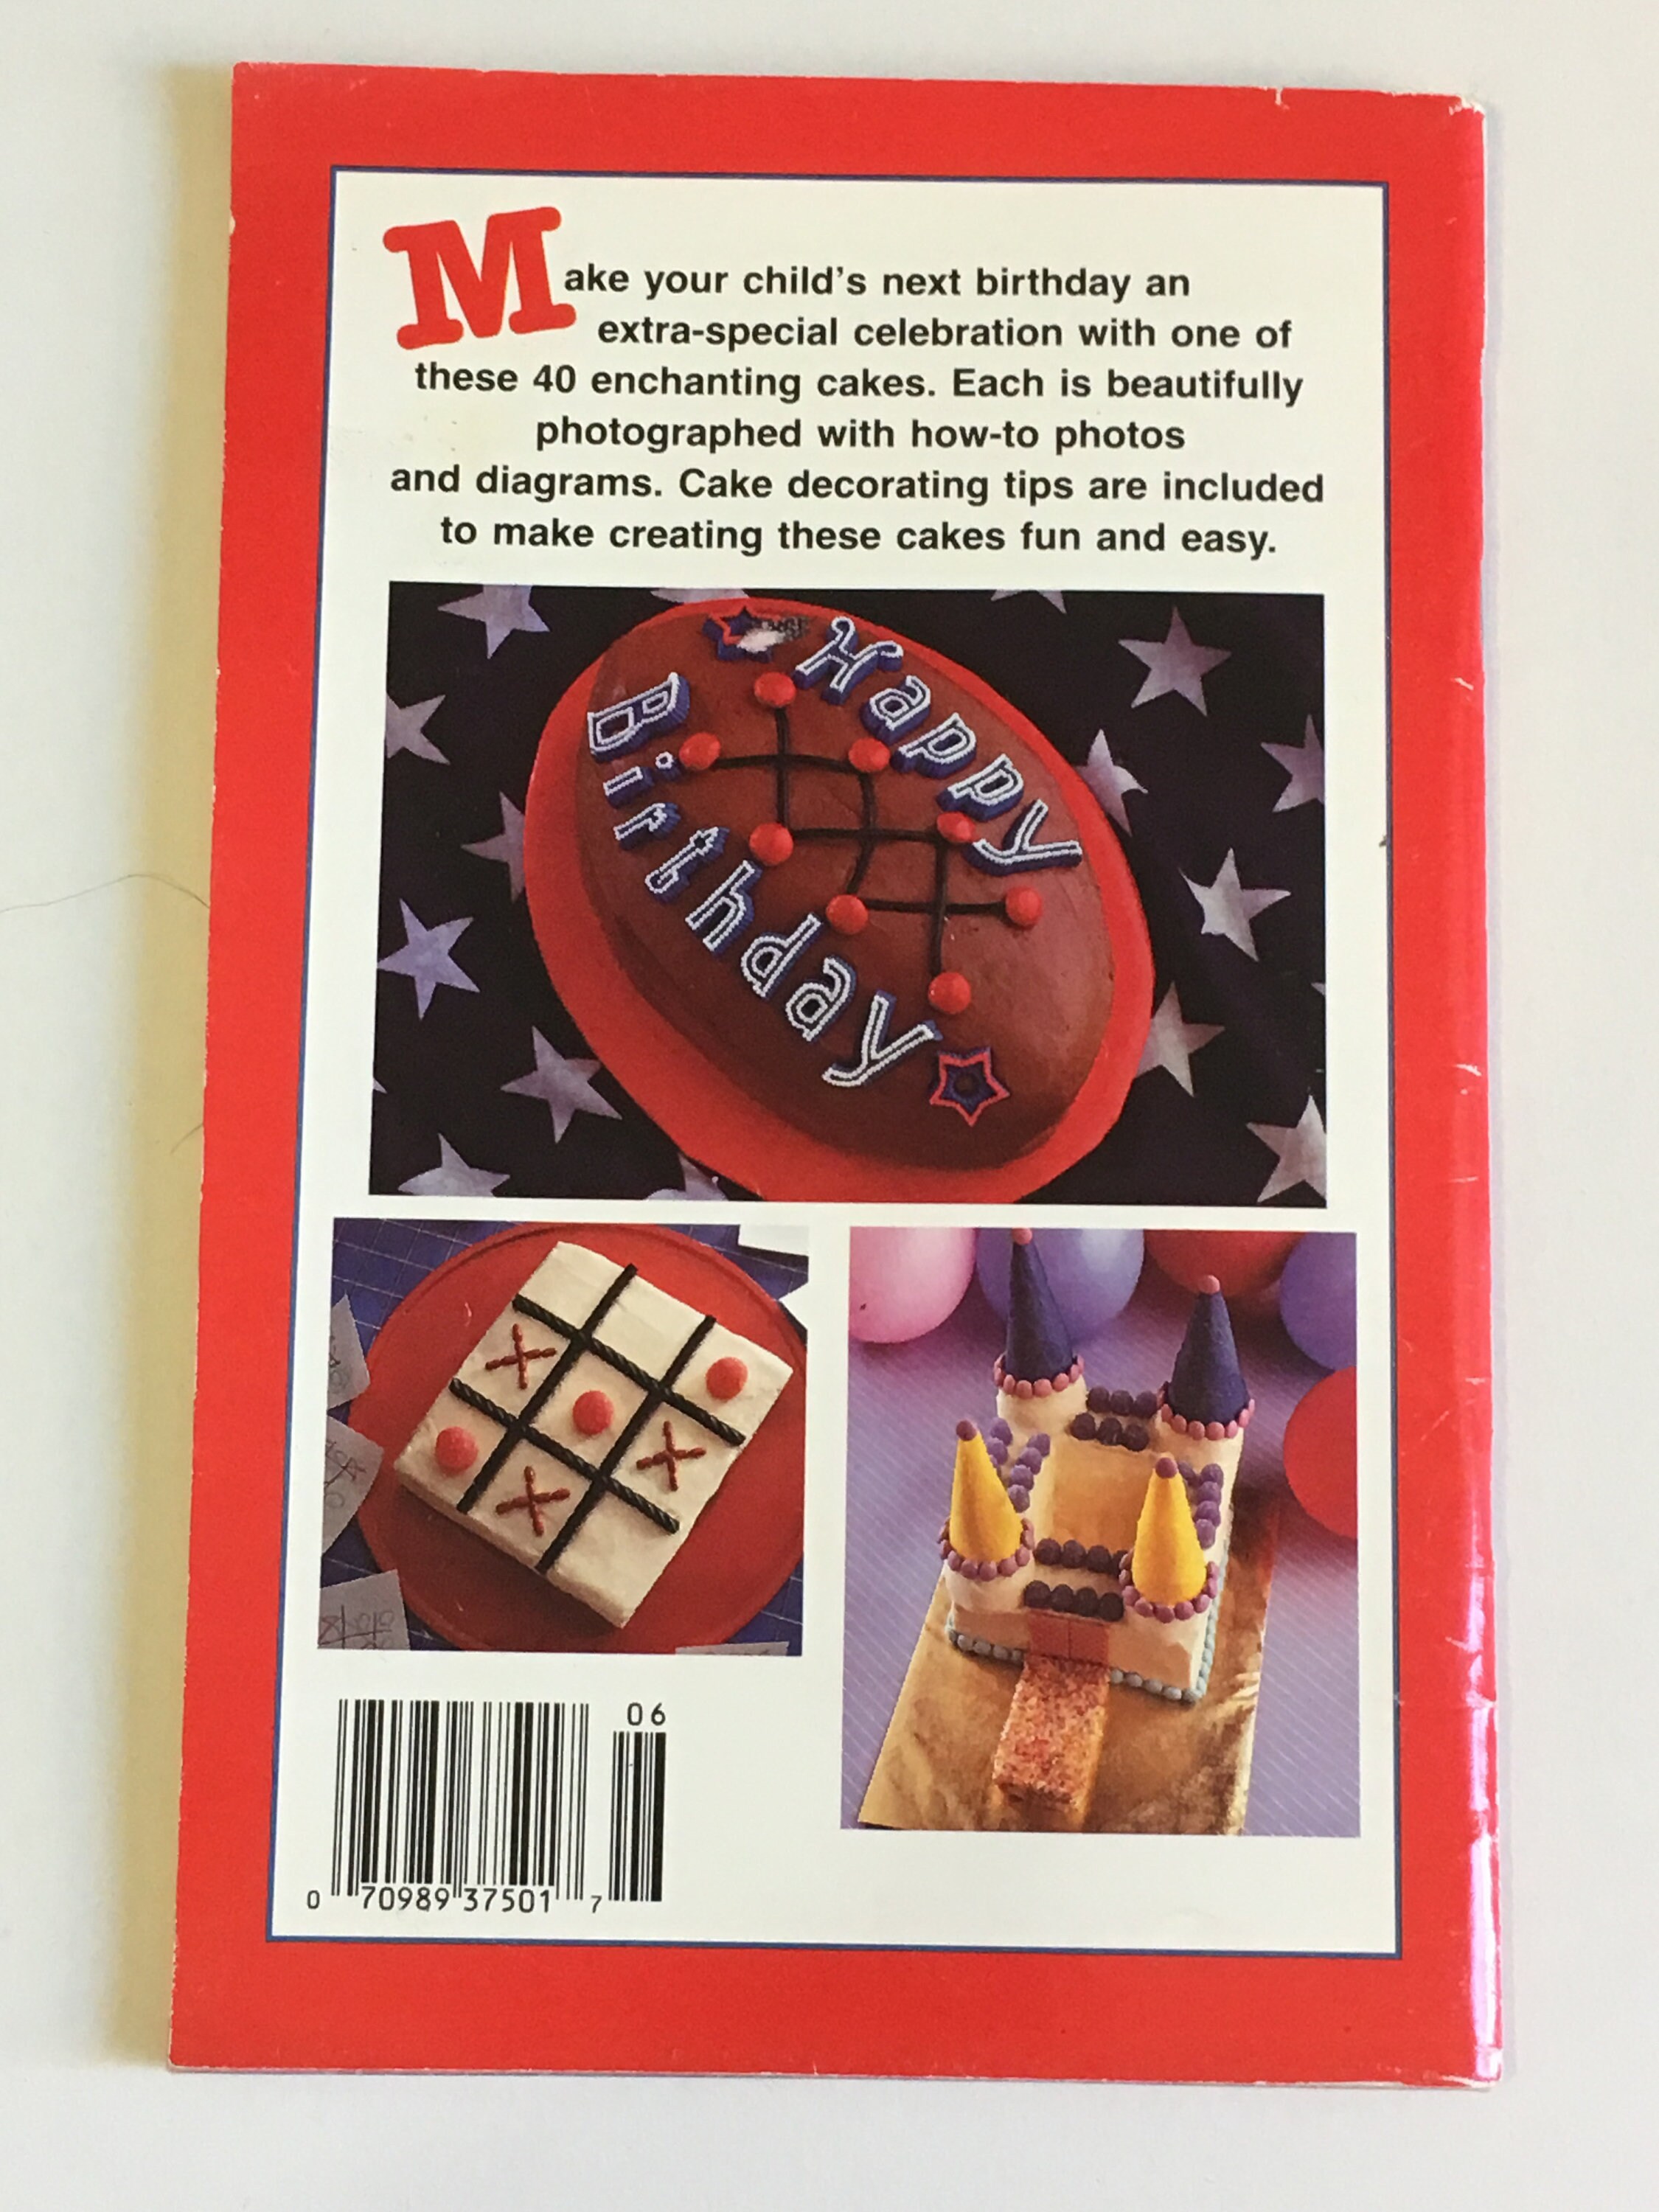 Make your child's next birthday an
extra-special celebration with one of
these 40 enchanting cakes. Each is beautifully
photographed with how-to photos
and diagrams. Cake decorating tips are included
to make creating these cakes fun and easy.
Happy
Birthday
06
0 70989 37501 7